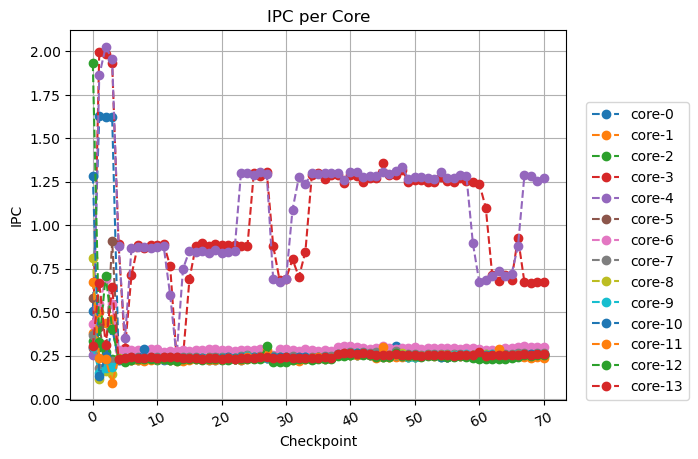 IPC per Core
IPC
2.00
1.75
1.50
1.25
1.00
0.75
0.50
0.25
0.00
0
10
20
30
40
50
60
70
Checkpoint
core-0
core-1
core-2
core-3
core-4
core-5
core-6
core-7
core-8
core-9
core-10
core-11
core-12
core-13